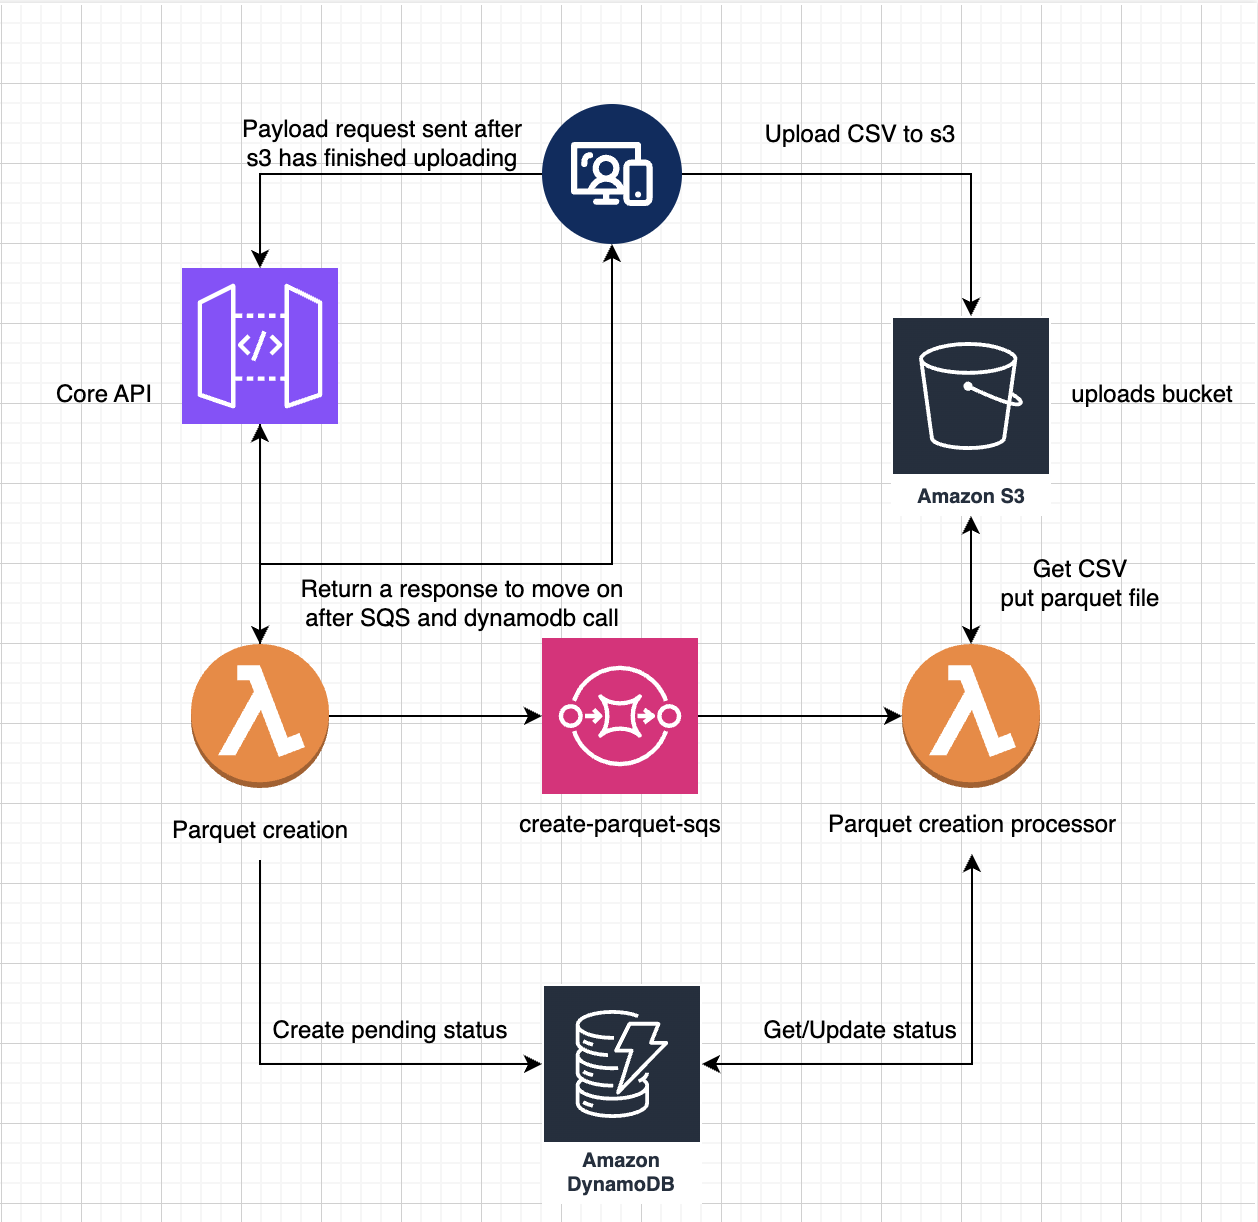 Payload request sent after
s3 has finished uploading
Upload CSV to s3
</>
Core API
uploads bucket
Amazon S3
Return a response to move on
after SQS and dynamodb call
Get CSV
put parquet file
Parquet creation
create-parquet-sqs
Parquet creation processor
Create pending status
Get/Update status
Amazon
DynamoDB